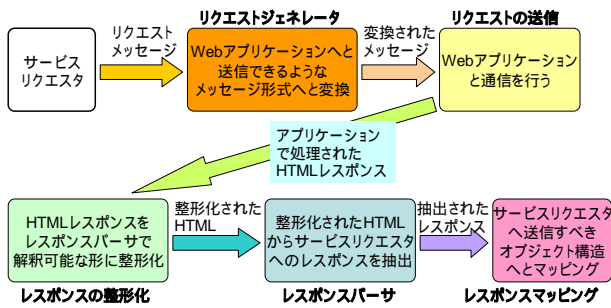 リクエストジェネレータ
リクエストの送信
サービス
リクエスタ
リクエスト
メッセージ
Webアプリケーションへと
送信できるような
メッセージ形式へと変換
変換された
メッセージ
Webアプリケーション
と通信を行う
アプリケーション
で処理された
HTMLレスポンス
HTMLレスポンスを
レスポンスパーサで
解釈可能な形に整形化
整形化された
HTML
整形化されたHTML
からサービスリクエスタ
へのレスポンスを抽出
抽出された
レスポンス
サービスリクエスタ
へ送信すべき
オブジェクト構造
へとマッピング
レスポンスの整形化
レスポンスパーサ
レスポンスマッピング